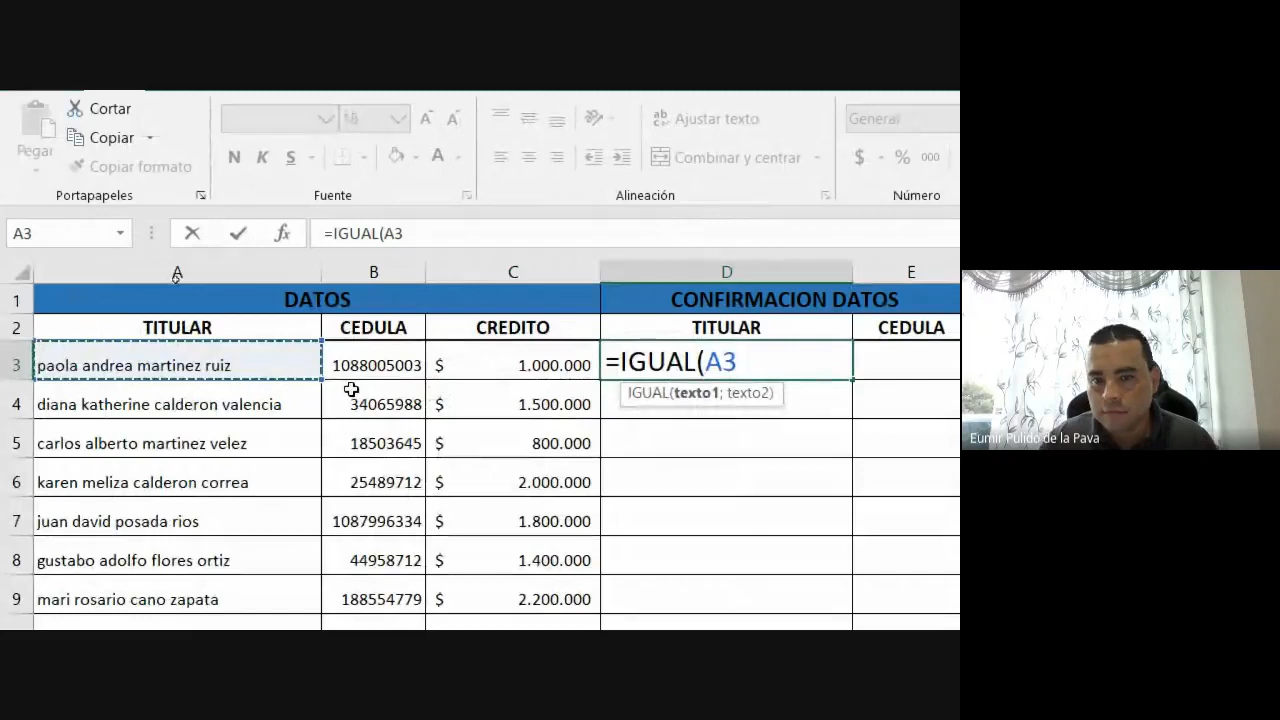 Cortar
Copiar
Pegar
Copiar formato
Portapapeles
N K S A
Fuente
ab c Ajustar texto
Combinar y centrar
Alineación
General
$ % 000
Número
A3
fx
=IGUAL(A3
A B C D E
1 DATOS CONFIRMACION DATOS
2 TITULAR CEDULA CREDITO TITULAR CEDULA
3 paola andrea martinez ruiz 1088005003 $ 1.000.000 =IGUAL(A3
IGUAL(texto1; texto2)
4 diana katherine calderon valencia 34065988 $ 1.500.000
5 carlos alberto martinez velez 18503645 $ 800.000
6 karen meliza calderon correa 25489712 $ 2.000.000
7 juan david posada rios 1087996334 $ 1.800.000
8 gustabo adolfo flores ortiz 44958712 $ 1.400.000
9 mari rosario cano zapata 188554779 $ 2.200.000
Eumir Pulido de la Pava